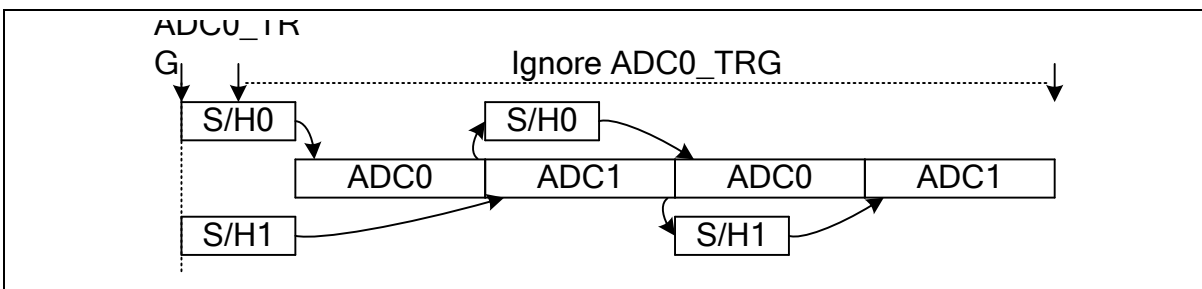 ADC0_TR
G
Ignore ADC0_TRG
S/H0
S/H0
ADC0
ADC1
ADC0
ADC1
S/H1
S/H1